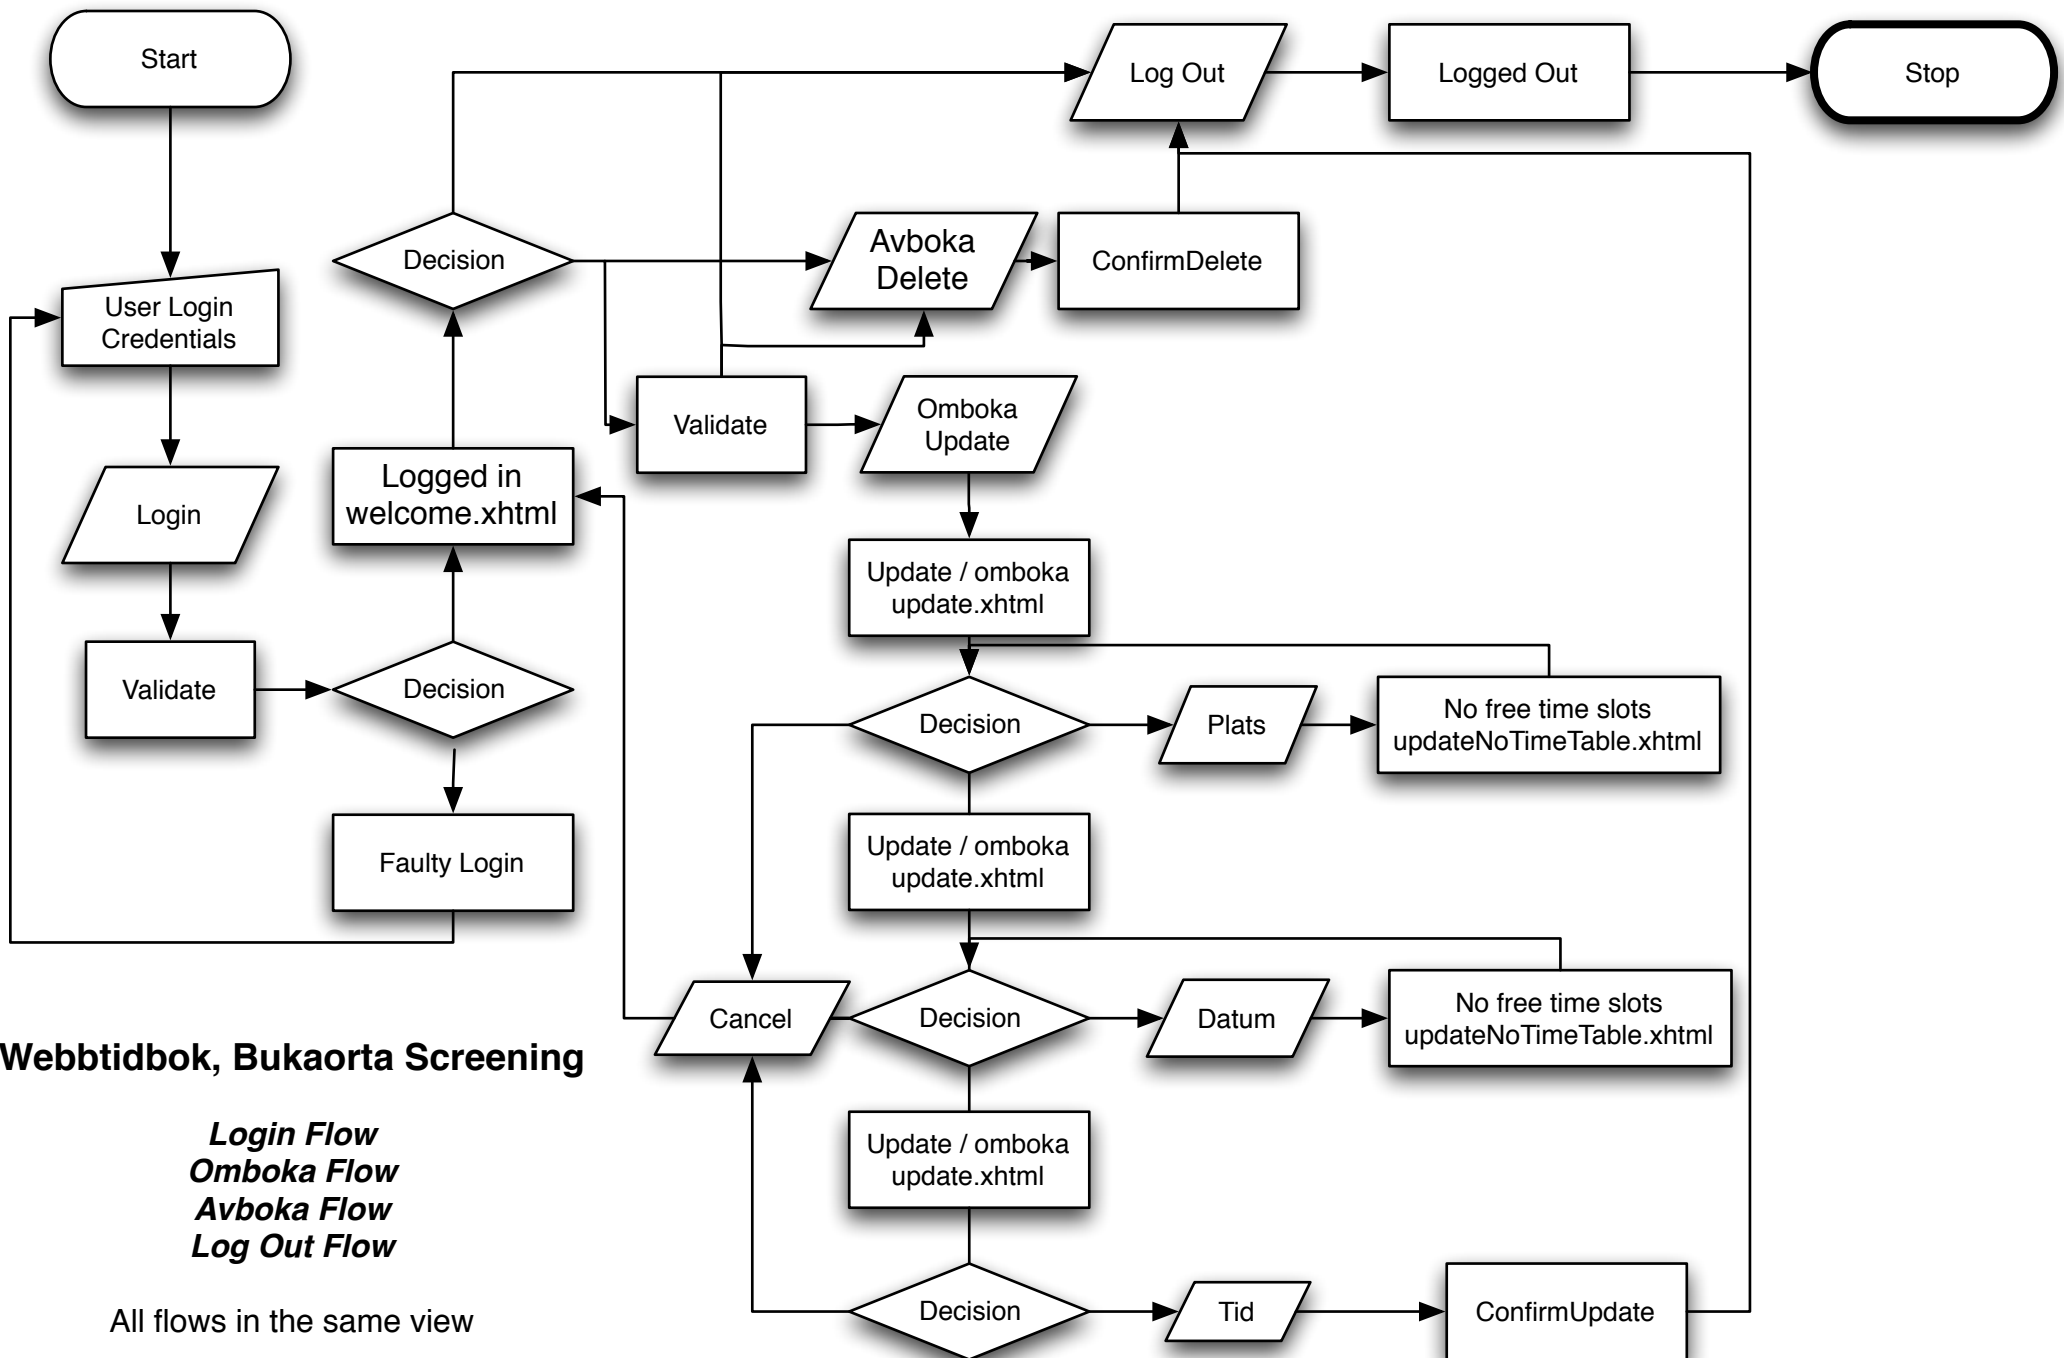 Start
Log Out
Logged Out
Stop
Decision
Avboka
Delete
ConfirmDelete
User Login
Credentials
Validate
Omboka
Update
Logged in
welcome.xhtml
Login
Update / omboka
update.xhtml
Validate
Decision
Decision
Plats
No free time slots
updateNoTimeTable.xhtml
Faulty Login
Update / omboka
update.xhtml
Cancel
Decision
Datum
No free time slots
updateNoTimeTable.xhtml
Webbtidbok, Bukaorta Screening
Login Flow
Omboka Flow
Avboka Flow
Log Out Flow
All flows in the same view
Update / omboka
update.xhtml
Decision
Tid
ConfirmUpdate